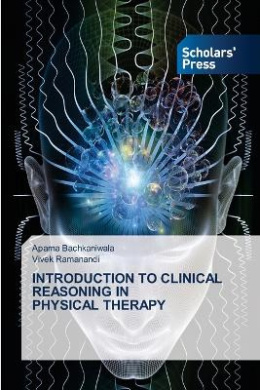 Scholars'
Press
Aparna Bachkaniwala
Vivek Ramanandi
INTRODUCTION TO CLINICAL
REASONING IN
PHYSICAL THERAPY